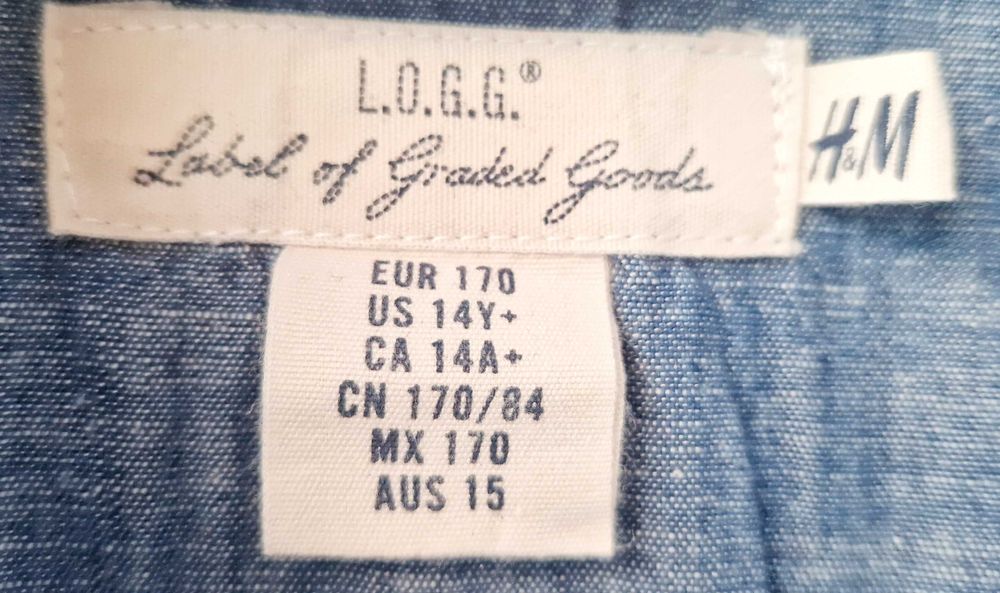 L.O.G.G.®
Label of Graded Goods
H&M
EUR 170
US 14Y+
CA 14A+
CN 170/84
MX 170
AUS 15